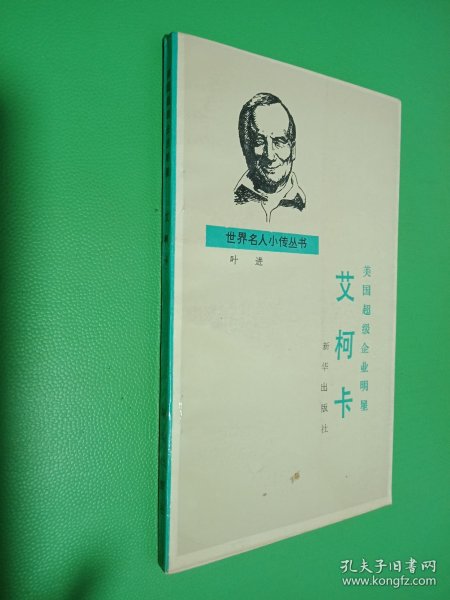 世界名人小传丛书
叶进
美国超级企业明星
艾柯卡
新华出版社
孔夫子旧书网
www.kongfz.com